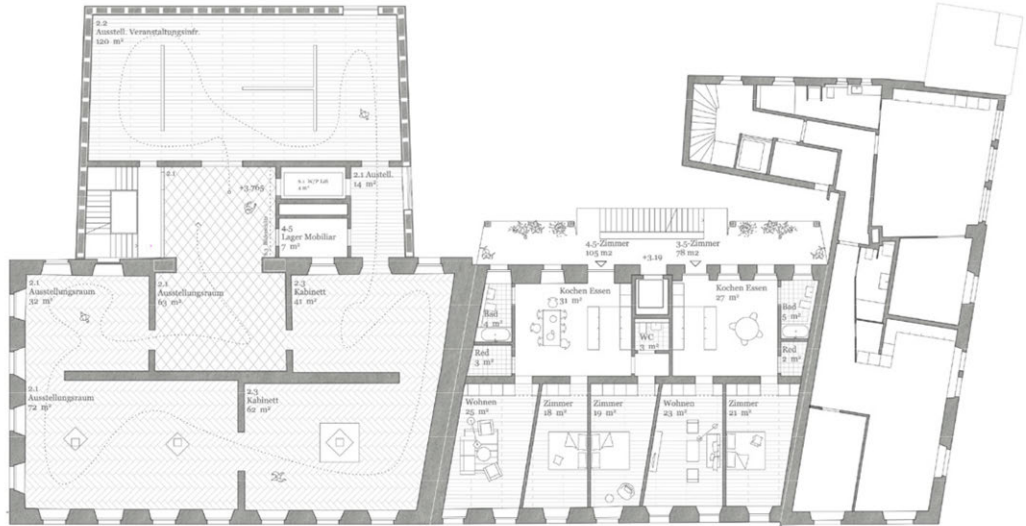 2.2
Ausstell. Veranstaltungsinfr.
120 m²
2.1
+3.765
2.1 Austell.
14 m²
4.5
Lager Mobiliar
7 m²
2.1
Ausstellungsraum
32 m²
2.1
Ausstellungsraum
63 m²
2.3
Kabinett
41 m²
2.1
Ausstellungsraum
72 m²
2.3
Kabinett
62 m²
4.5-Zimmer
105 m2
+3.19
3.5-Zimmer
78 m2
Kochen Essen
31 m²
Kochen Essen
27 m²
Bad
4 m²
Bad
5 m²
Red
3 m²
WC
3 m²
Red
2 m²
Wohnen
25 m²
Zimmer
18 m²
Zimmer
19 m²
Wohnen
23 m²
Zimmer
21 m²